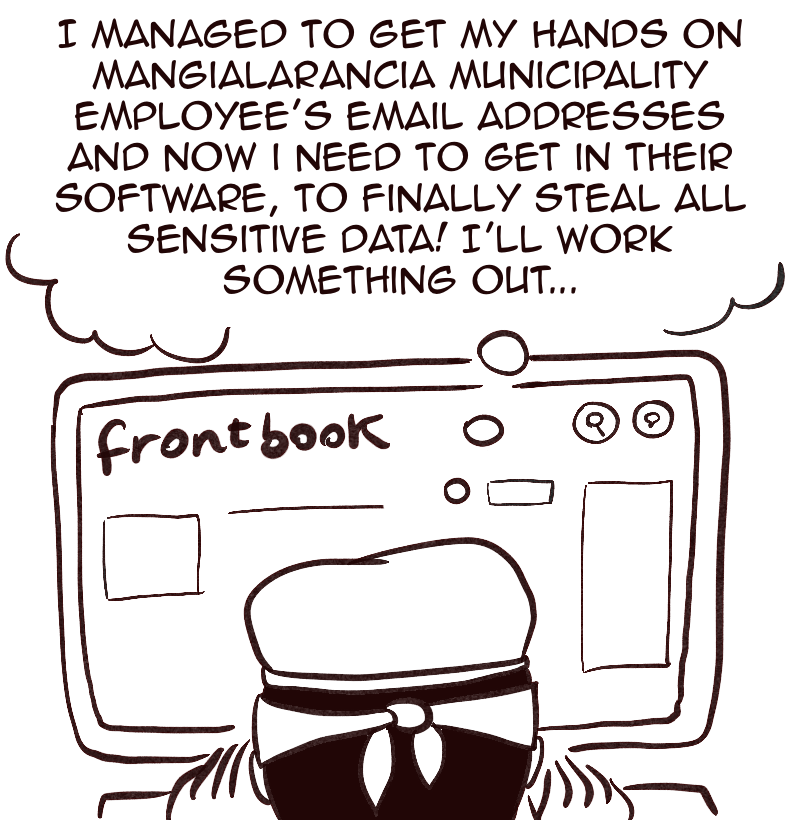 I MANAGED TO GET MY HANDS ON
MANGIALARANCIA MUNICIPALITY
EMPLOYEE'S EMAIL ADDRESSES
AND NOW I NEED TO GET IN THEIR
SOFTWARE, TO FINALLY STEAL ALL
SENSITIVE DATA! I'LL WORK
SOMETHING OUT...
frontbook